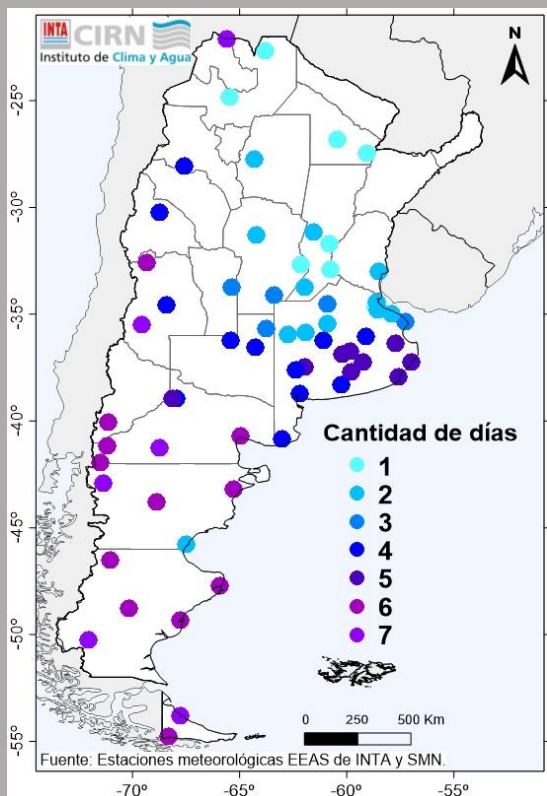 INTA CIRN
Instituto de Clima y Agua
N
-25°
-30°
-35°
-40°
-45°
-50°
-55°
Cantidad de días
1
2
3
4
5
6
7
0 250 500 Km
Fuente: Estaciones meteorológicas EEAS de INTA y SMN.
-70° -65° -60° -55°